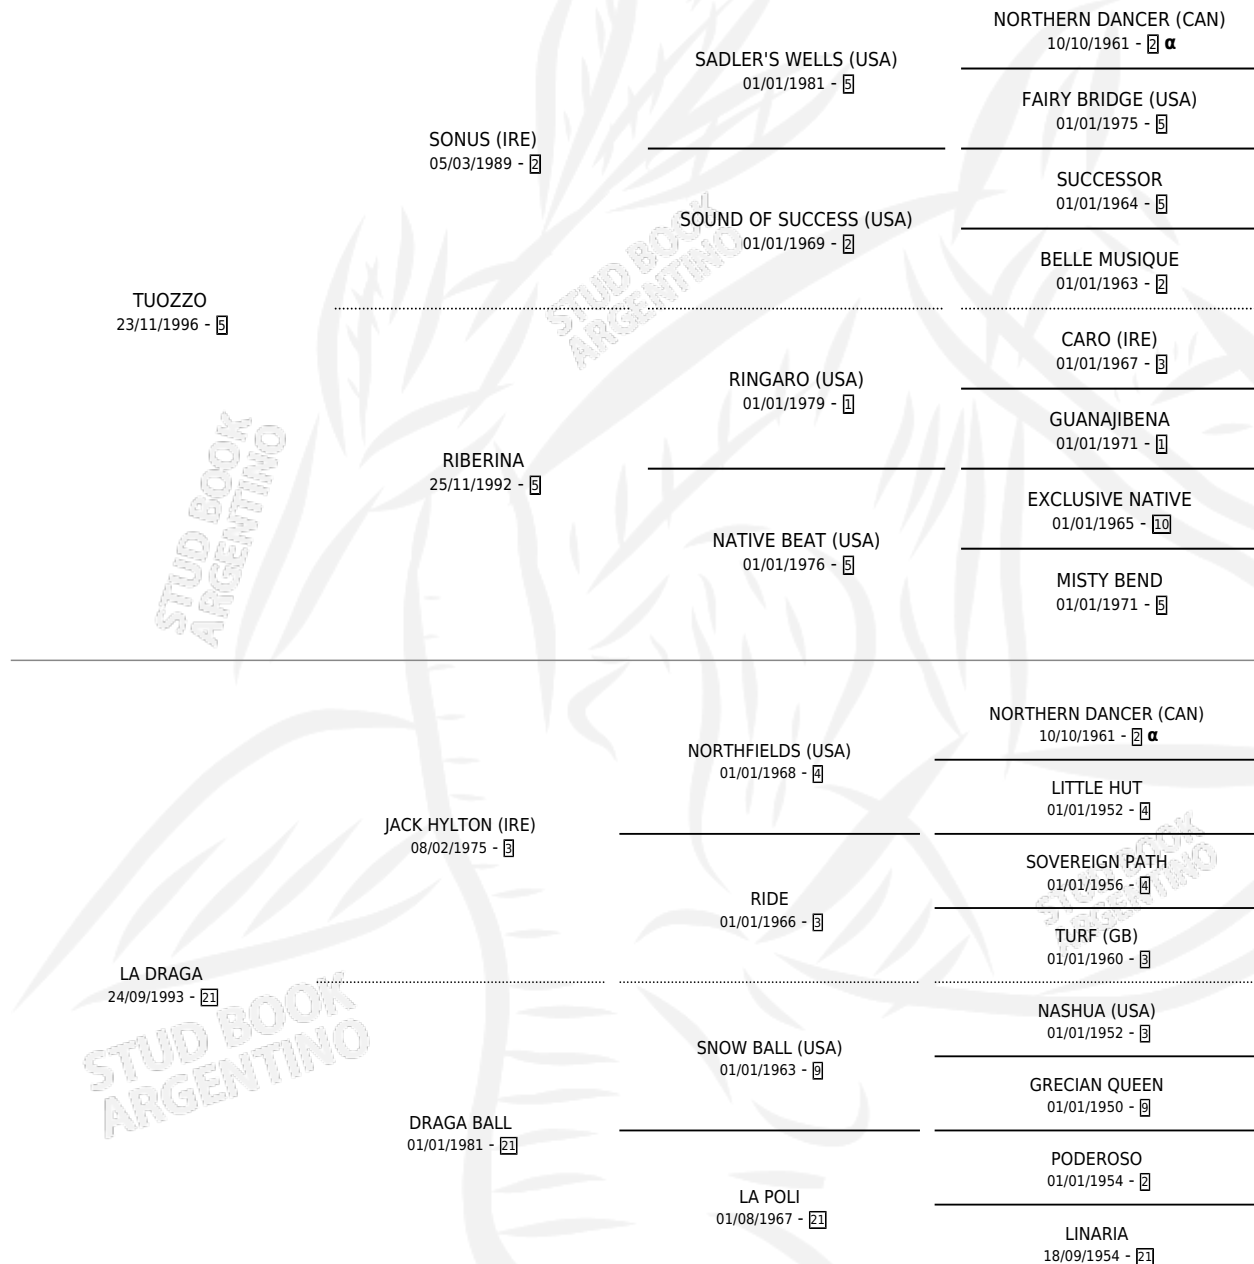 NORTHERN DANCER (CAN)
10/10/1961 - 2 α
SADLER'S WELLS (USA)
01/01/1981 - 5
FAIRY BRIDGE (USA)
01/01/1975 - 5
SONUS (IRE)
05/03/1989 - 2
SUCCESSOR
01/01/1964 - 5
SOUND OF SUCCESS (USA)
01/01/1969 - 2
BELLE MUSIQUE
01/01/1963 - 2
TUOZZO
23/11/1996 - 5
CARO (IRE)
01/01/1967 - 3
RINGARO (USA)
01/01/1979 - 1
GUANAJIBENA
01/01/1971 - 1
RIBERINA
25/11/1992 - 5
EXCLUSIVE NATIVE
01/01/1965 - 10
NATIVE BEAT (USA)
01/01/1976 - 5
MISTY BEND
01/01/1971 - 5
NORTHERN DANCER (CAN)
10/10/1961 - 2 α
NORTHFIELDS (USA)
01/01/1968 - 4
LITTLE HUT
01/01/1952 - 4
JACK HYLTON (IRE)
08/02/1975 - 3
SOVEREIGN PATH
01/01/1956 - 4
RIDE
01/01/1966 - 3
TURF (GB)
01/01/1960 - 3
LA DRAGA
24/09/1993 - 21
NASHUA (USA)
01/01/1952 - 3
SNOW BALL (USA)
01/01/1963 - 9
GRECIAN QUEEN
01/01/1950 - 9
DRAGA BALL
01/01/1981 - 21
PODEROSO
01/01/1954 - 2
LA POLI
01/08/1967 - 21
LINARIA
18/09/1954 - 21
STUD BOOK
ARGENTINO
STUD BOOK
ARGENTINO
STUD BOOK
ARGENTINO
STUD BOOK
ARGENTINO